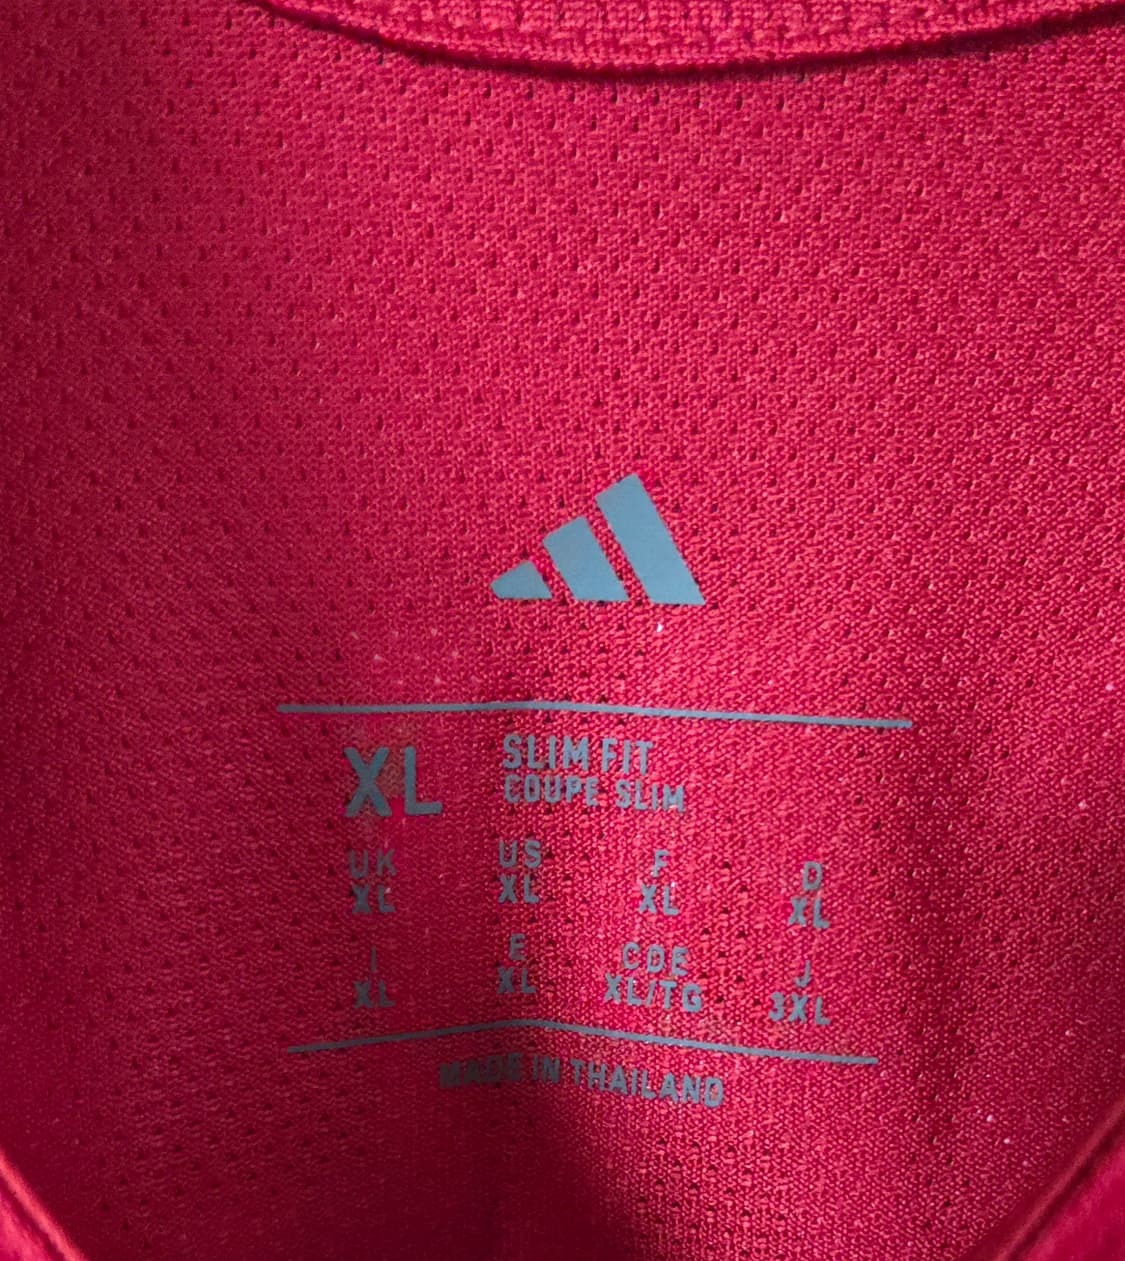 XL SLIM FIT
COUPE SLIM
UK US F D
XL XL XL XL
I E CDE J
XL XL XL/TG 3XL
MADE IN THAILAND